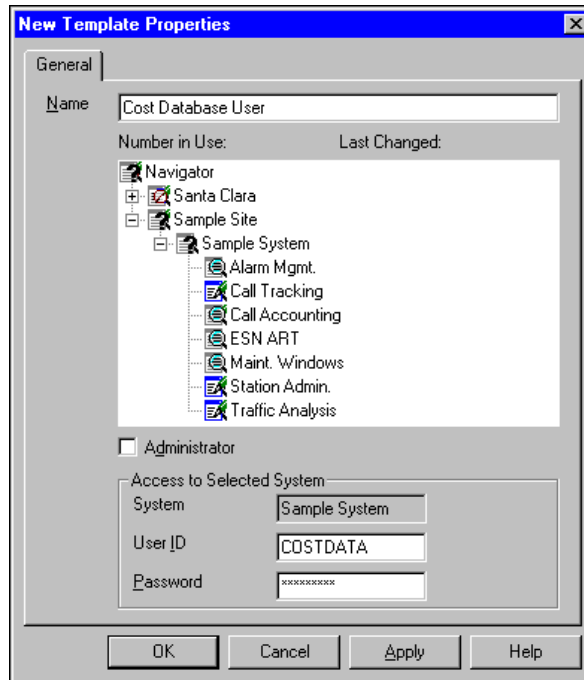 New Template Properties
General
Name
Cost Database User
Number in Use:
Last Changed:
Navigator
Santa Clara
Sample Site
Sample System
Alarm Mgmt.
Call Tracking
Call Accounting
ESN ART
Maint. Windows
Station Admin.
Traffic Analysis
Administrator
Access to Selected System
System
Sample System
User ID
COSTDATA
Password
*********
OK
Cancel
Apply
Help